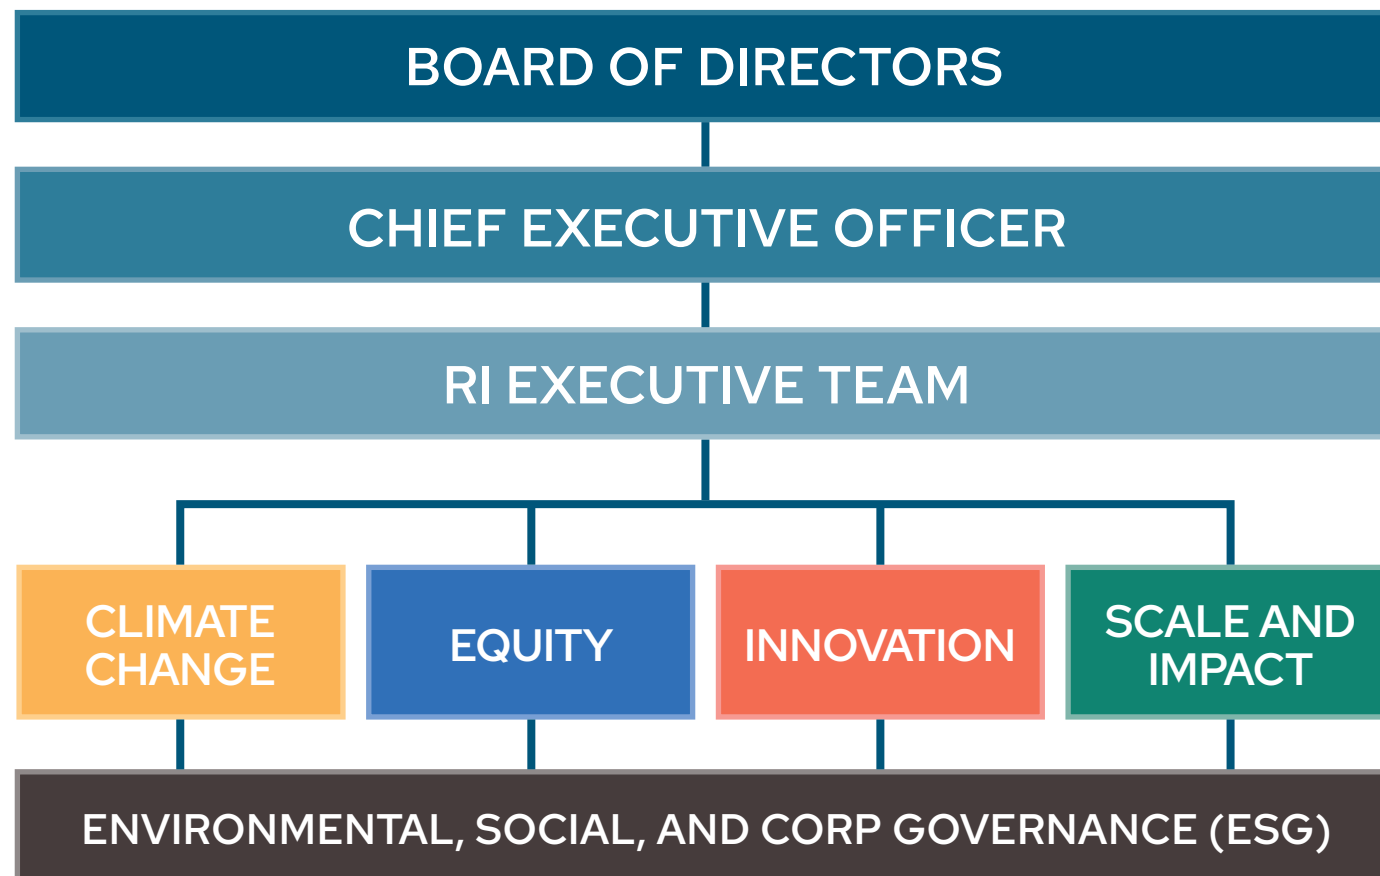 BOARD OF DIRECTORS
CHIEF EXECUTIVE OFFICER
RI EXECUTIVE TEAM
CLIMATE
CHANGE
EQUITY
INNOVATION
SCALE AND
IMPACT
ENVIRONMENTAL, SOCIAL, AND CORP GOVERNANCE (ESG)